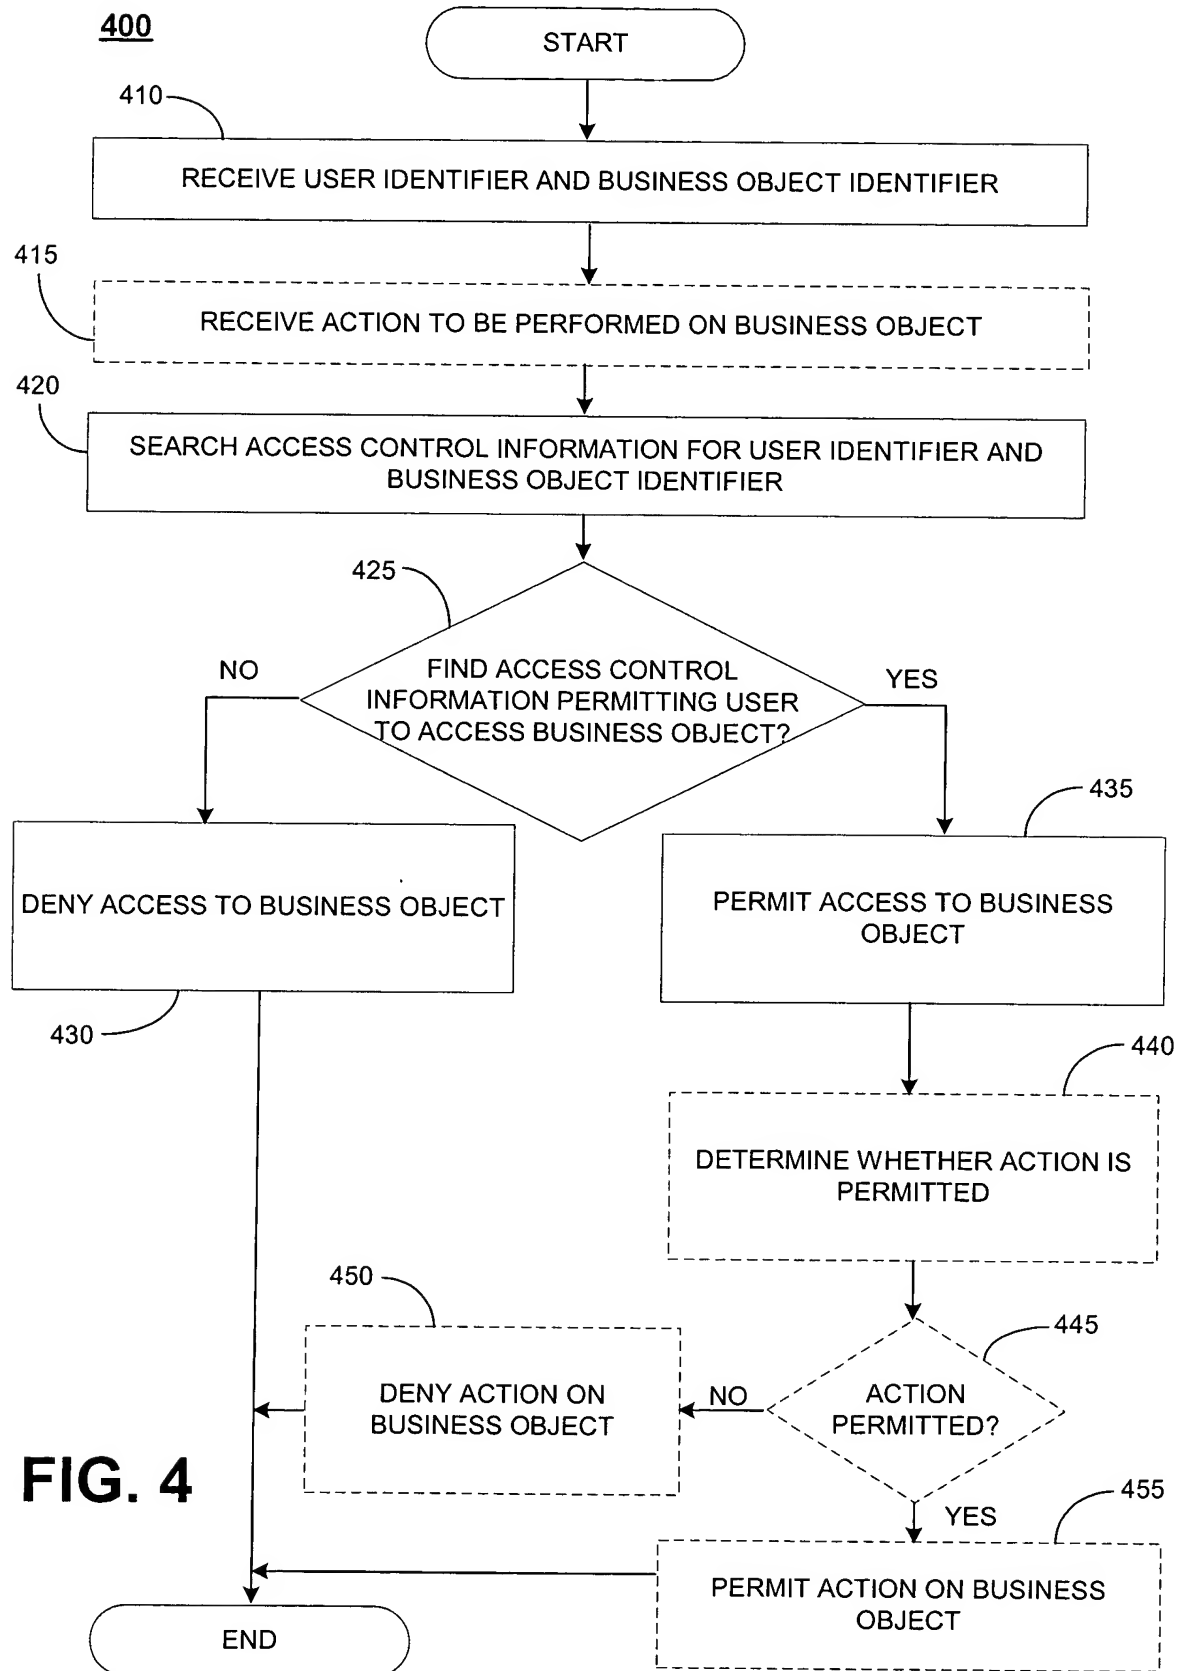 400
START
410
RECEIVE USER IDENTIFIER AND BUSINESS OBJECT IDENTIFIER
415
RECEIVE ACTION TO BE PERFORMED ON BUSINESS OBJECT
420
SEARCH ACCESS CONTROL INFORMATION FOR USER IDENTIFIER AND
BUSINESS OBJECT IDENTIFIER
425
FIND ACCESS CONTROL
INFORMATION PERMITTING USER
TO ACCESS BUSINESS OBJECT?
NO
YES
435
DENY ACCESS TO BUSINESS OBJECT
PERMIT ACCESS TO BUSINESS
OBJECT
430
440
DETERMINE WHETHER ACTION IS
PERMITTED
450
445
DENY ACTION ON
BUSINESS OBJECT
NO
ACTION
PERMITTED?
FIG. 4
455
YES
PERMIT ACTION ON BUSINESS
OBJECT
END